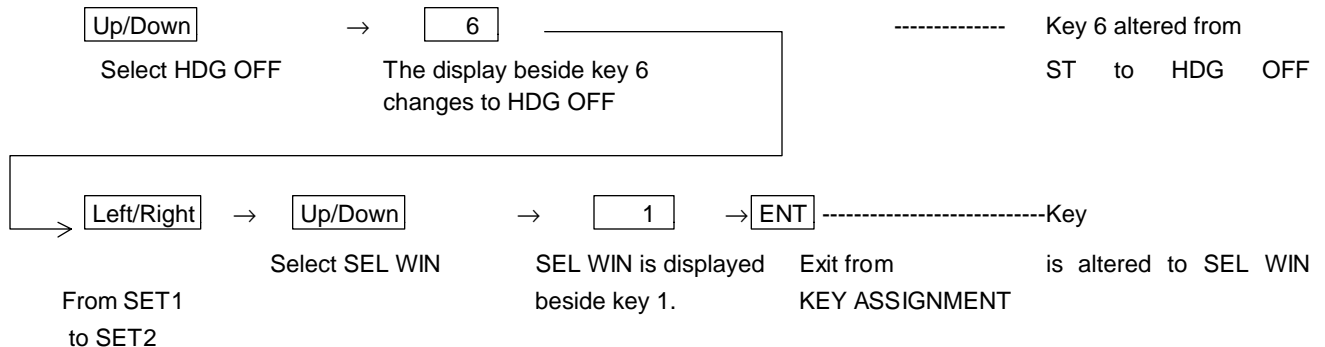 Up/Down → 6 -------------- Key 6 altered from
Select HDG OFF The display beside key 6 ST to HDG OFF
changes to HDG OFF
Left/Right → Up/Down → 1 → ENT ----------------------------Key
Select SEL WIN SEL WIN is displayed Exit from is altered to SEL WIN
From SET1 beside key 1. KEY ASSIGNMENT
to SET2